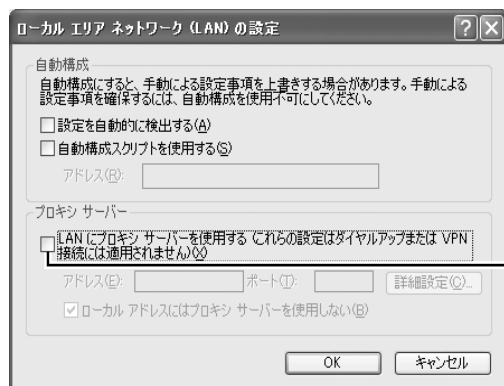 ローカル エリア ネットワーク (LAN) の設定
自動構成
自動構成にすると、手動による設定事項を上書きする場合があります。手動による
設定事項を確保するには、自動構成を使用不可にしてください。
設定を自動的に検出する(A)
自動構成スクリプトを使用する(S)
アドレス(R):
プロキシ サーバー
LAN にプロキシ サーバーを使用する (これらの設定はダイヤルアップまたは VPN
接続には適用されません)(X)
アドレス(E): ポート(T): 詳細設定(C)...
ローカル アドレスにはプロキシ サーバーを使用しない(B)
OK キャンセル